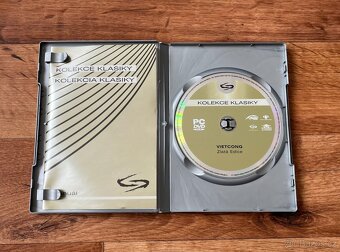 KOLEKCE KLASIKY
KOLEKCIA KLASIKY
KOLEKCE KLASIKY
PC
DVD
VIETCONG
Zlatá Edice